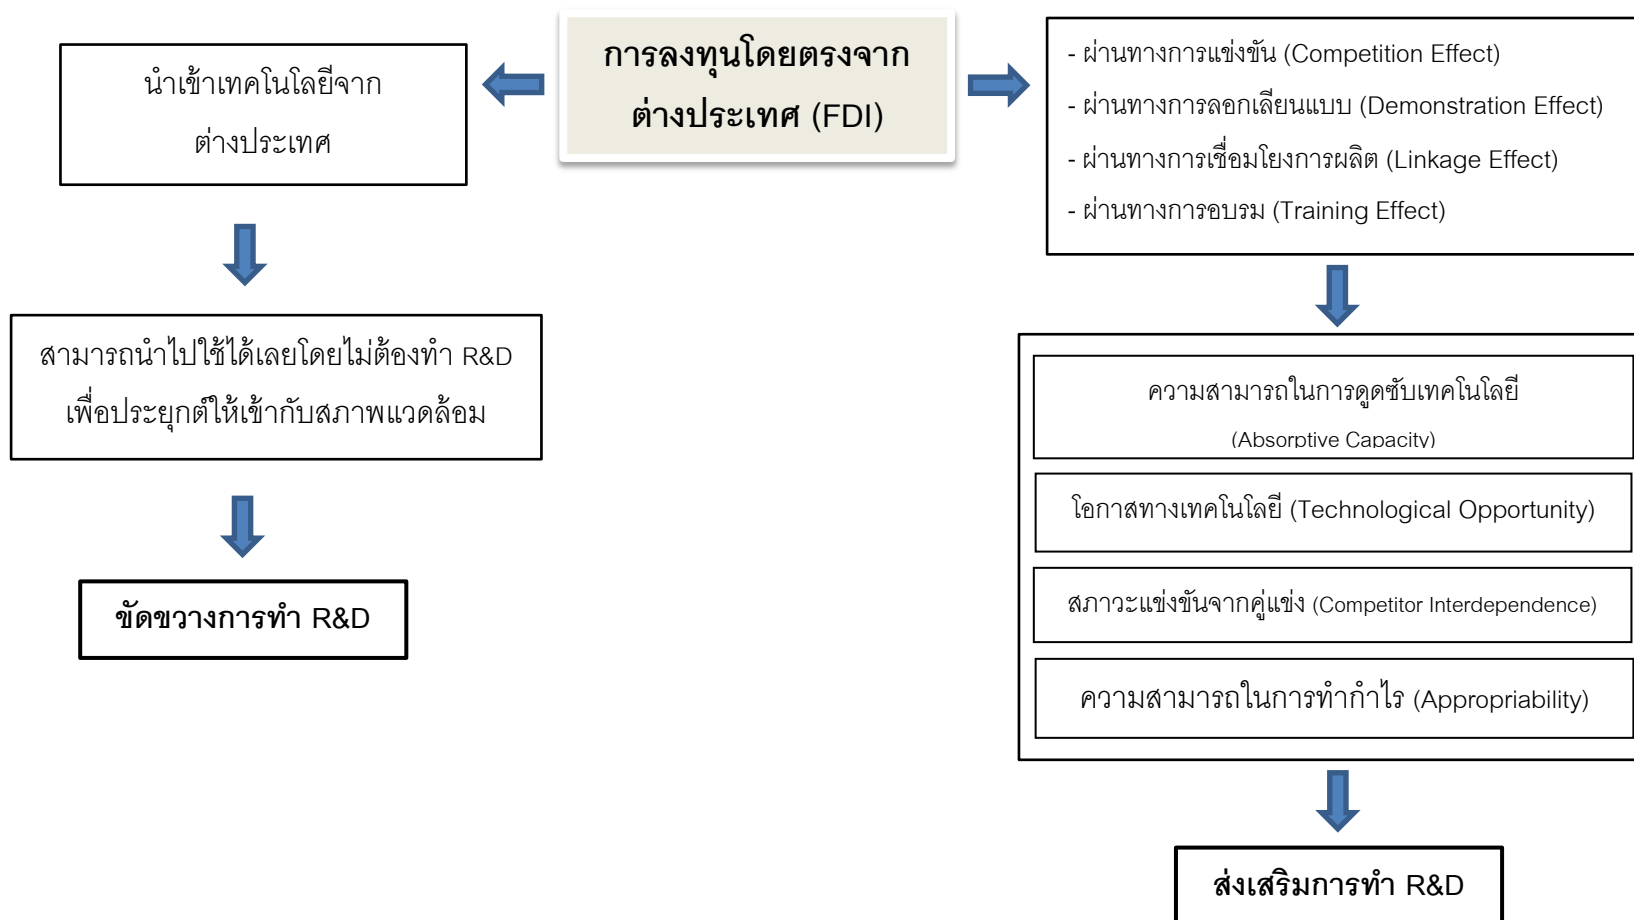 การลงทุนโดยตรงจาก
ต่างประเทศ (FDI)
นำเข้าเทคโนโลยีจาก
ต่างประเทศ
สามารถนำไปใช้ได้เลยโดยไม่ต้องทำ R&D
เพื่อประยุกต์ให้เข้ากับสภาพแวดล้อม
ขัดขวางการทำ R&D
- ผ่านทางการแข่งขัน (Competition Effect)
- ผ่านทางการลอกเลียนแบบ (Demonstration Effect)
- ผ่านทางการเชื่อมโยงการผลิต (Linkage Effect)
- ผ่านทางการอบรม (Training Effect)
ความสามารถในการดูดซับเทคโนโลยี
(Absorptive Capacity)
โอกาสทางเทคโนโลยี (Technological Opportunity)
สภาวะแข่งขันจากคู่แข่ง (Competitor Interdependence)
ความสามารถในการทำกำไร (Appropriability)
ส่งเสริมการทำ R&D